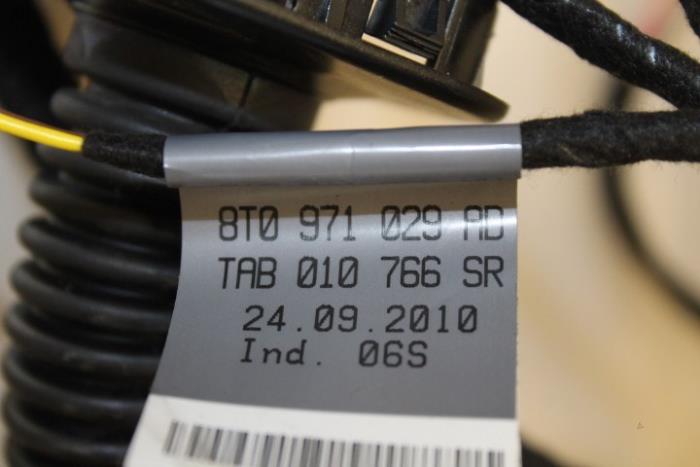 8T0 971 029 AD
TAB 010 766 SR
24.09.2010
Ind. 06S